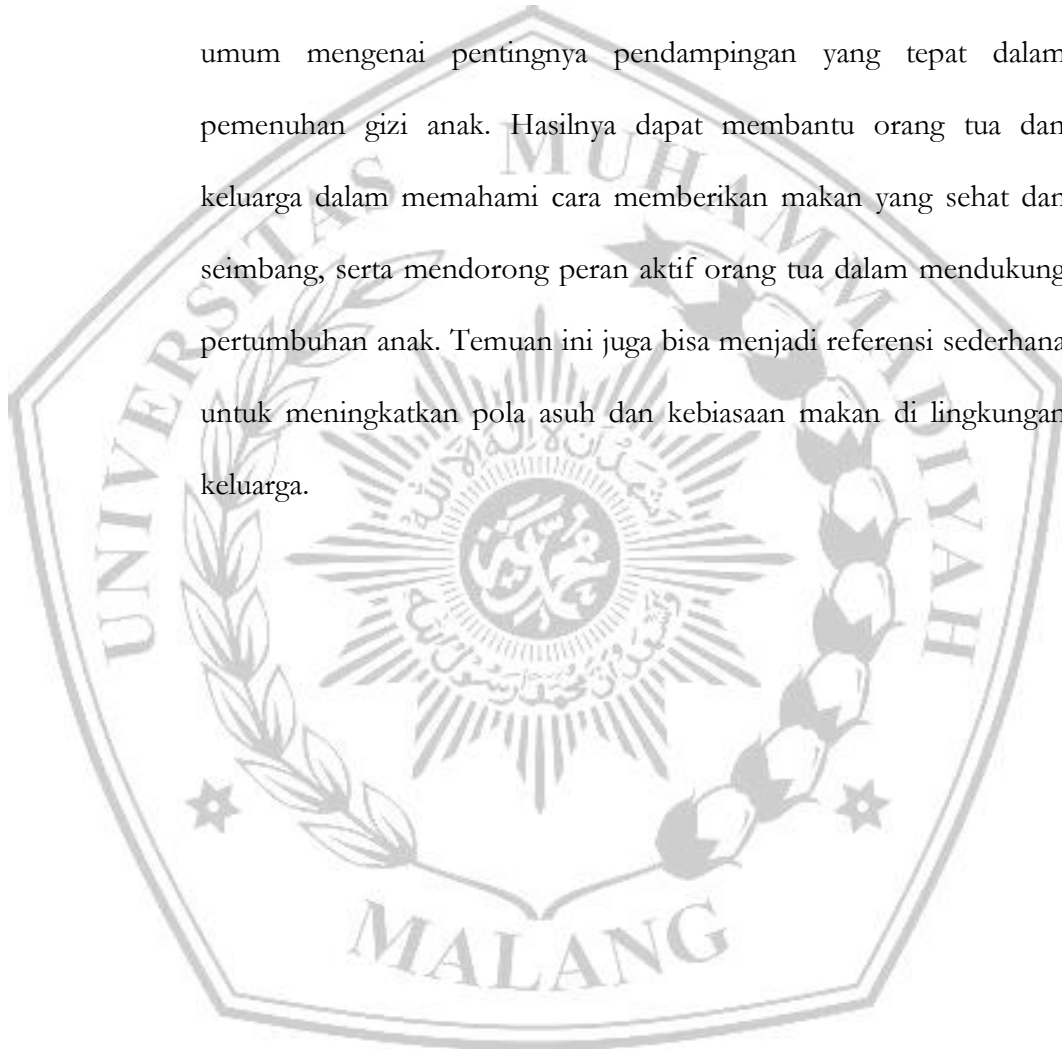 umum mengenai pentingnya pendampingan yang tepat dalam
pemenuhan gizi anak. Hasilnya dapat membantu orang tua dan
keluarga dalam memahami cara memberikan makan yang sehat dan
seimbang, serta mendorong peran aktif orang tua dalam mendukung
pertumbuhan anak. Temuan ini juga bisa menjadi referensi sederhana
untuk meningkatkan pola asuh dan kebiasaan makan di lingkungan
keluarga.
UNIVERSITAS MUHAMMADIYAH
MALANG